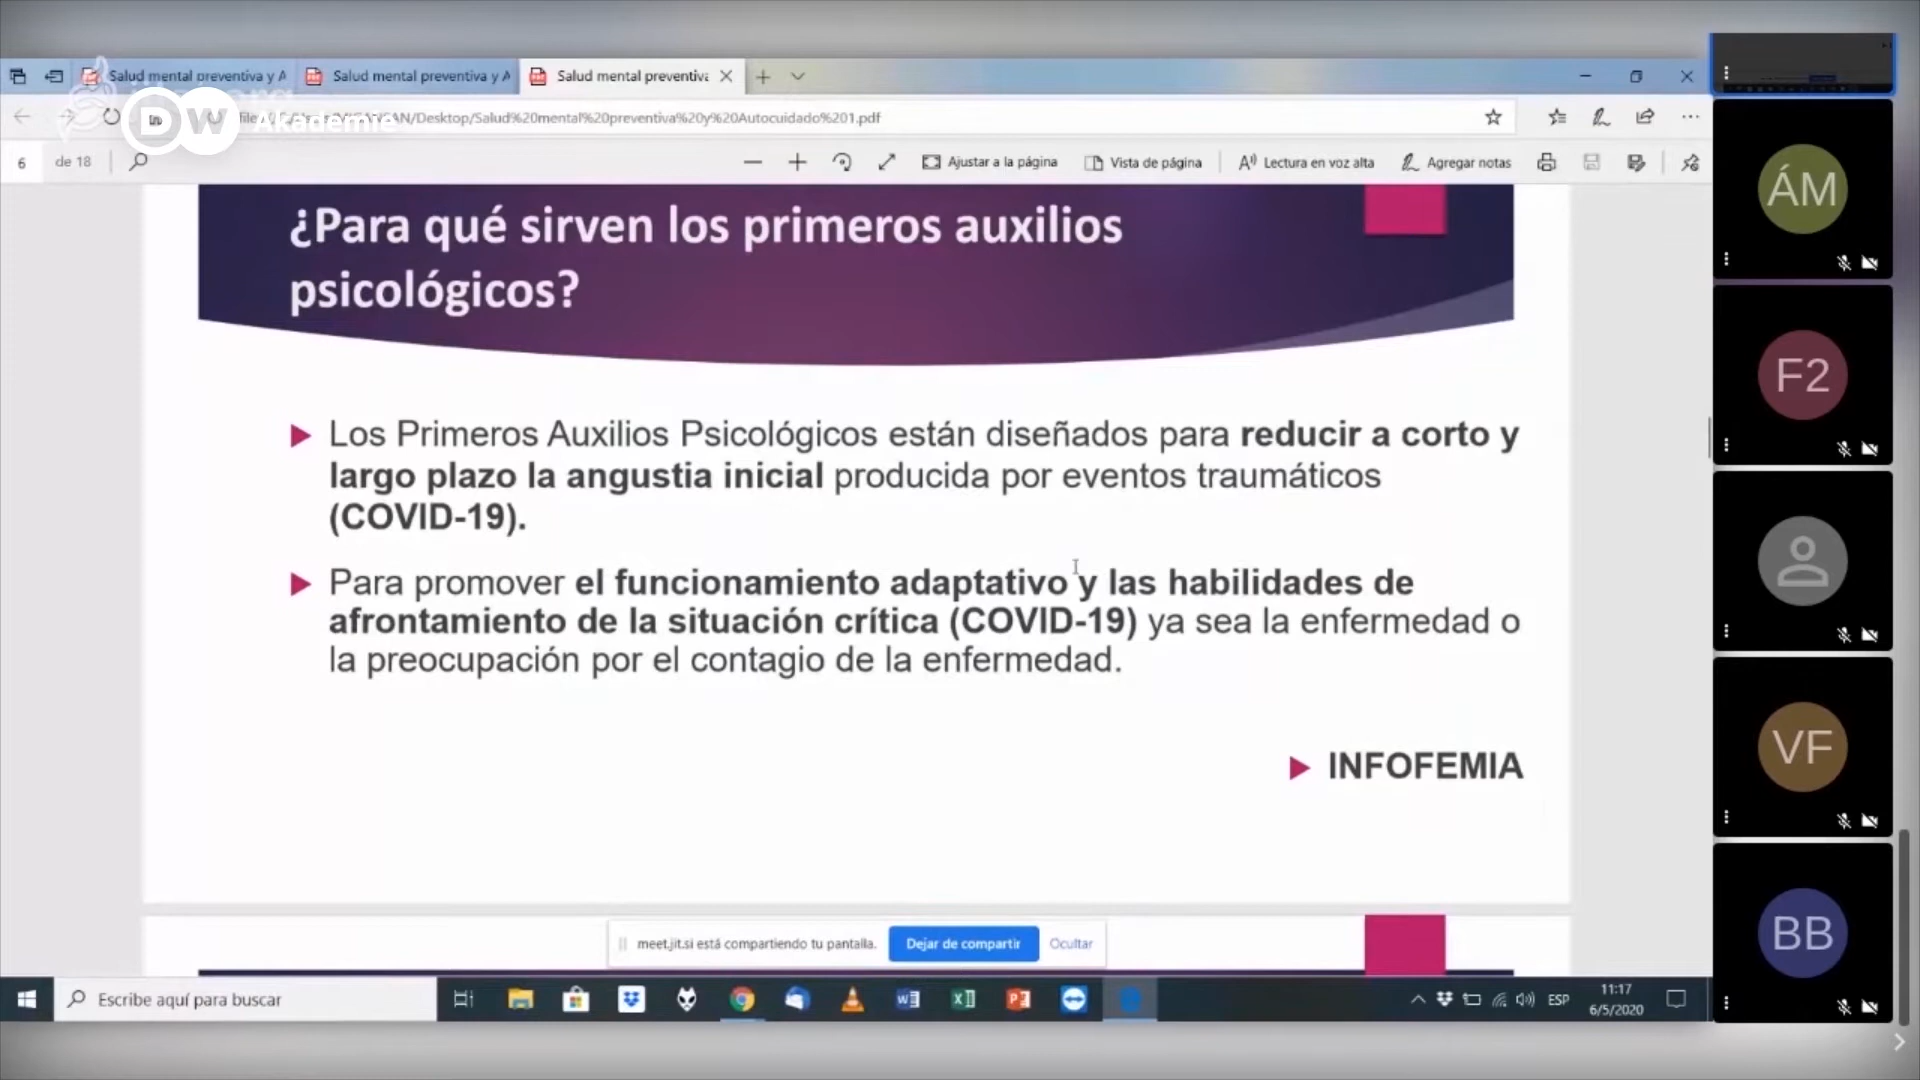 Salud mental preventiva y A
Salud mental preventiva y A
Salud mental preventiva
DW Akademie
AN/Desktop/Salud%20mental%20preventiva%20y%20Autocuidado%201.pdf
6 de 18
Ajustar a la página
Vista de página
Lectura en voz alta
Agregar notas
¿Para qué sirven los primeros auxilios
psicológicos?
Los Primeros Auxilios Psicológicos están diseñados para reducir a corto y
largo plazo la angustia inicial producida por eventos traumáticos
(COVID-19).
Para promover el funcionamiento adaptativo y las habilidades de
afrontamiento de la situación crítica (COVID-19) ya sea la enfermedad o
la preocupación por el contagio de la enfermedad.
INFOFEMIA
meet.jit.si está compartiendo tu pantalla.
Dejar de compartir
Ocultar
Escribe aquí para buscar
ESP
11:17
6/5/2020
ÁM
F2
VF
BB